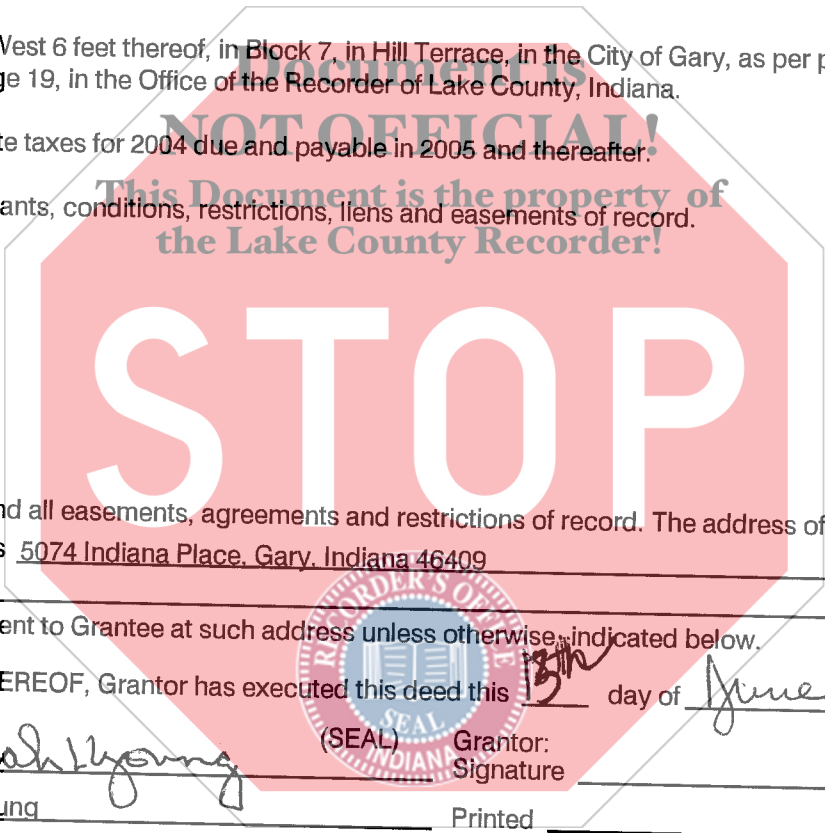 West 6 feet thereof, in Block 7, in Hill Terrace, in the City of Gary, as per p
ge 19, in the Office of the Recorder of Lake County, Indiana.
Document is
NOT OFFICIAL!
te taxes for 2004 due and payable in 2005 and thereafter.
This Document is the property of
ants, conditions, restrictions, liens and easements of record.
the Lake County Recorder!
STOP
nd all easements, agreements and restrictions of record. The address of
s 5074 Indiana Place, Gary, Indiana 46409
RECORDER'S OFFICE
SEAL
INDIANA
ent to Grantee at such address unless otherwise indicated below.
EREOF, Grantor has executed this deed this 13th day of June
(SEAL) Grantor:
ah L Young Signature
ung Printed